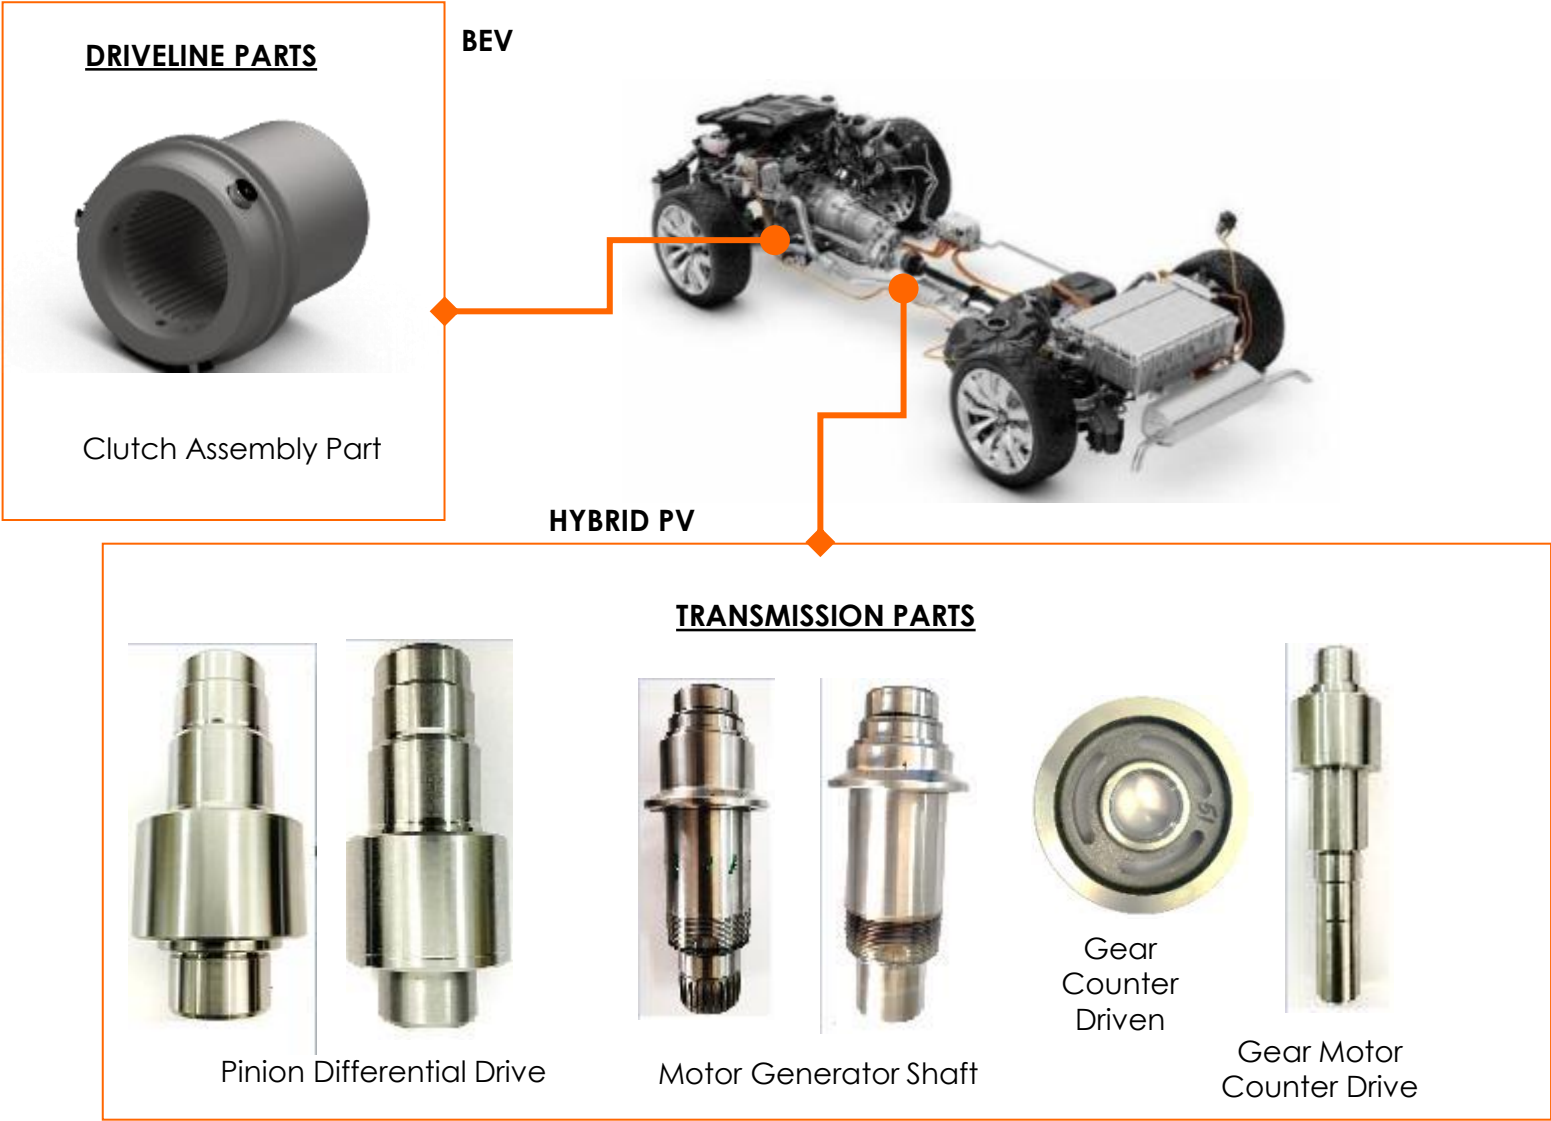 DRIVELINE PARTS
BEV
Clutch Assembly Part
HYBRID PV
TRANSMISSION PARTS
19
Pinion Differential Drive
Motor Generator Shaft
Gear
Counter
Driven
Gear Motor
Counter Drive